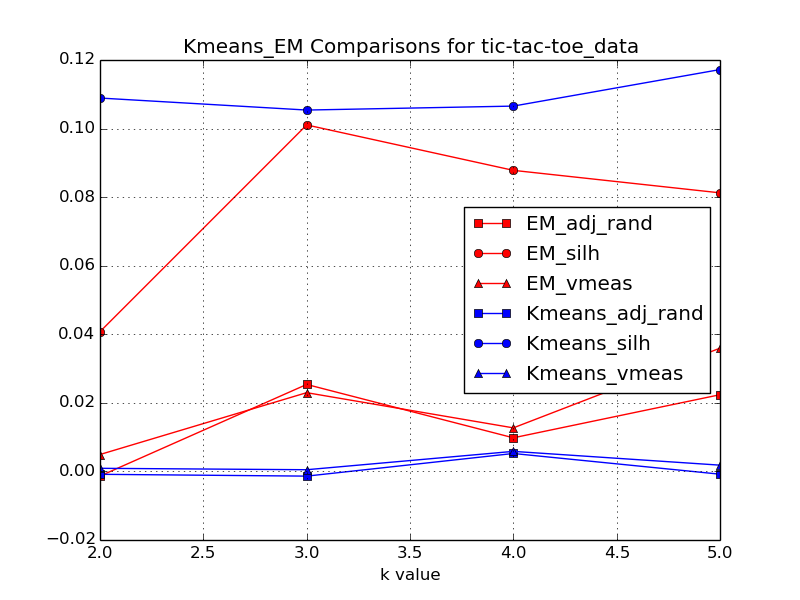 Kmeans_EM Comparisons for tic-tac-toe_data
0.12
0.10
0.08
0.06
0.04
0.02
0.00
−0.02
EM_adj_rand
EM_silh
EM_vmeas
Kmeans_adj_rand
Kmeans_silh
Kmeans_vmeas
2.0 2.5 3.0 3.5 4.0 4.5 5.0
k value